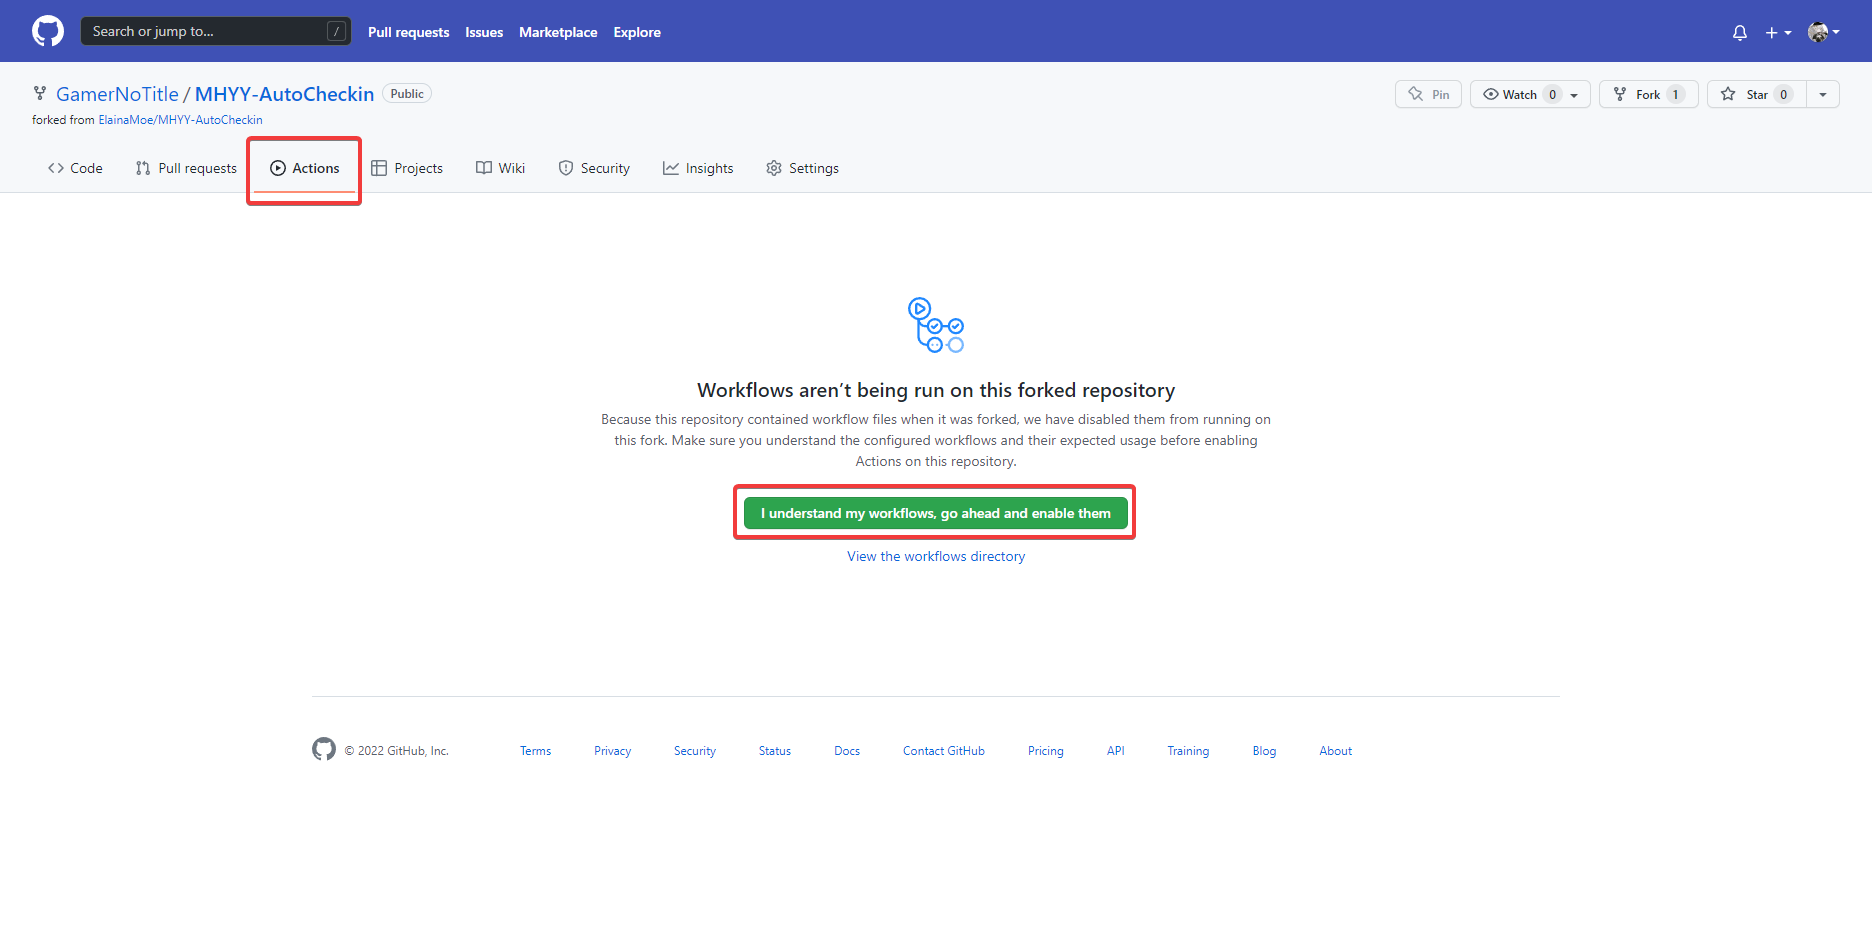 Search or jump to... / Pull requests Issues Marketplace Explore
GamerNoTitle / MHYY-AutoCheckin Public Pin Watch 0 Fork 1 Star 0
forked from ElainaMoe/MHYY-AutoCheckin
Code Pull requests Actions Projects Wiki Security Insights Settings
Workflows aren’t being run on this forked repository
Because this repository contained workflow files when it was forked, we have disabled them from running on
this fork. Make sure you understand the configured workflows and their expected usage before enabling
Actions on this repository.
I understand my workflows, go ahead and enable them
View the workflows directory
© 2022 GitHub, Inc. Terms Privacy Security Status Docs Contact GitHub Pricing API Training Blog About